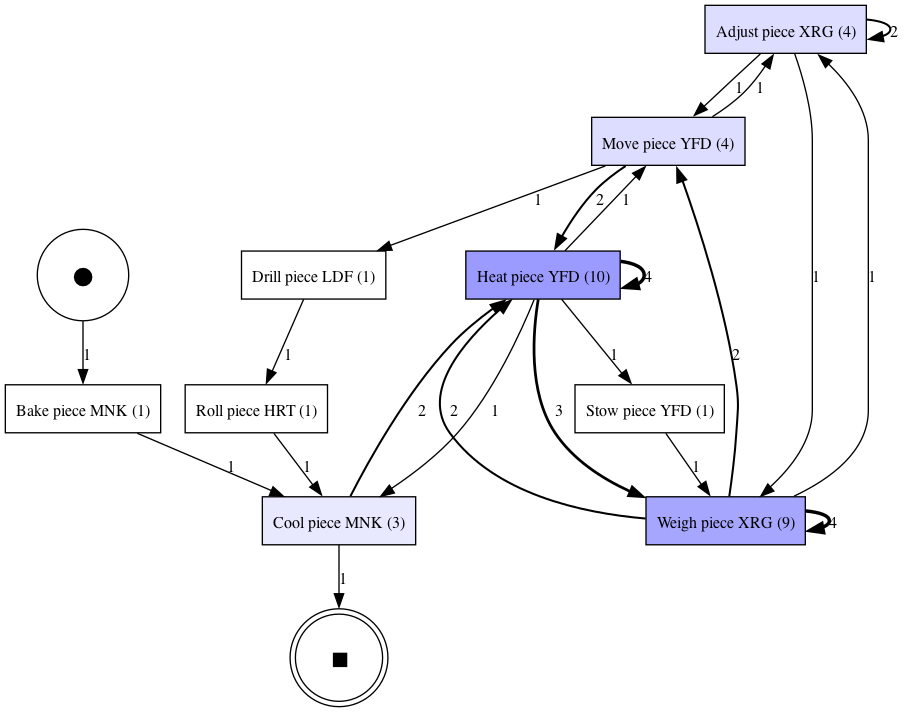 Adjust piece XRG (4)
2
1
1
Move piece YFD (4)
1
2
1
Drill piece LDF (1)
Heat piece YFD (10)
4
1
1
1
1
1
2
Bake piece MNK (1)
Roll piece HRT (1)
2
2
1
3
Stow piece YFD (1)
1
1
1
Cool piece MNK (3)
Weigh piece XRG (9)
4
1